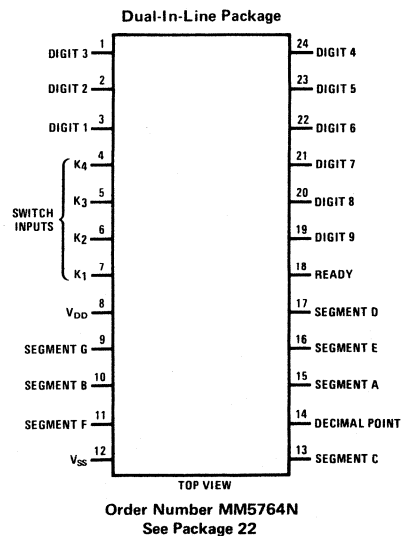 Dual-In-Line Package
DIGIT 3 1
24 DIGIT 4
DIGIT 2 2
23 DIGIT 5
DIGIT 1 3
22 DIGIT 6
K4 4
21 DIGIT 7
SWITCH
INPUTS
K3 5
20 DIGIT 8
K2 6
19 DIGIT 9
K1 7
18 READY
VDD 8
17 SEGMENT D
SEGMENT G 9
16 SEGMENT E
SEGMENT B 10
15 SEGMENT A
SEGMENT F 11
14 DECIMAL POINT
VSS 12
13 SEGMENT C
TOP VIEW
Order Number MM5764N
See Package 22